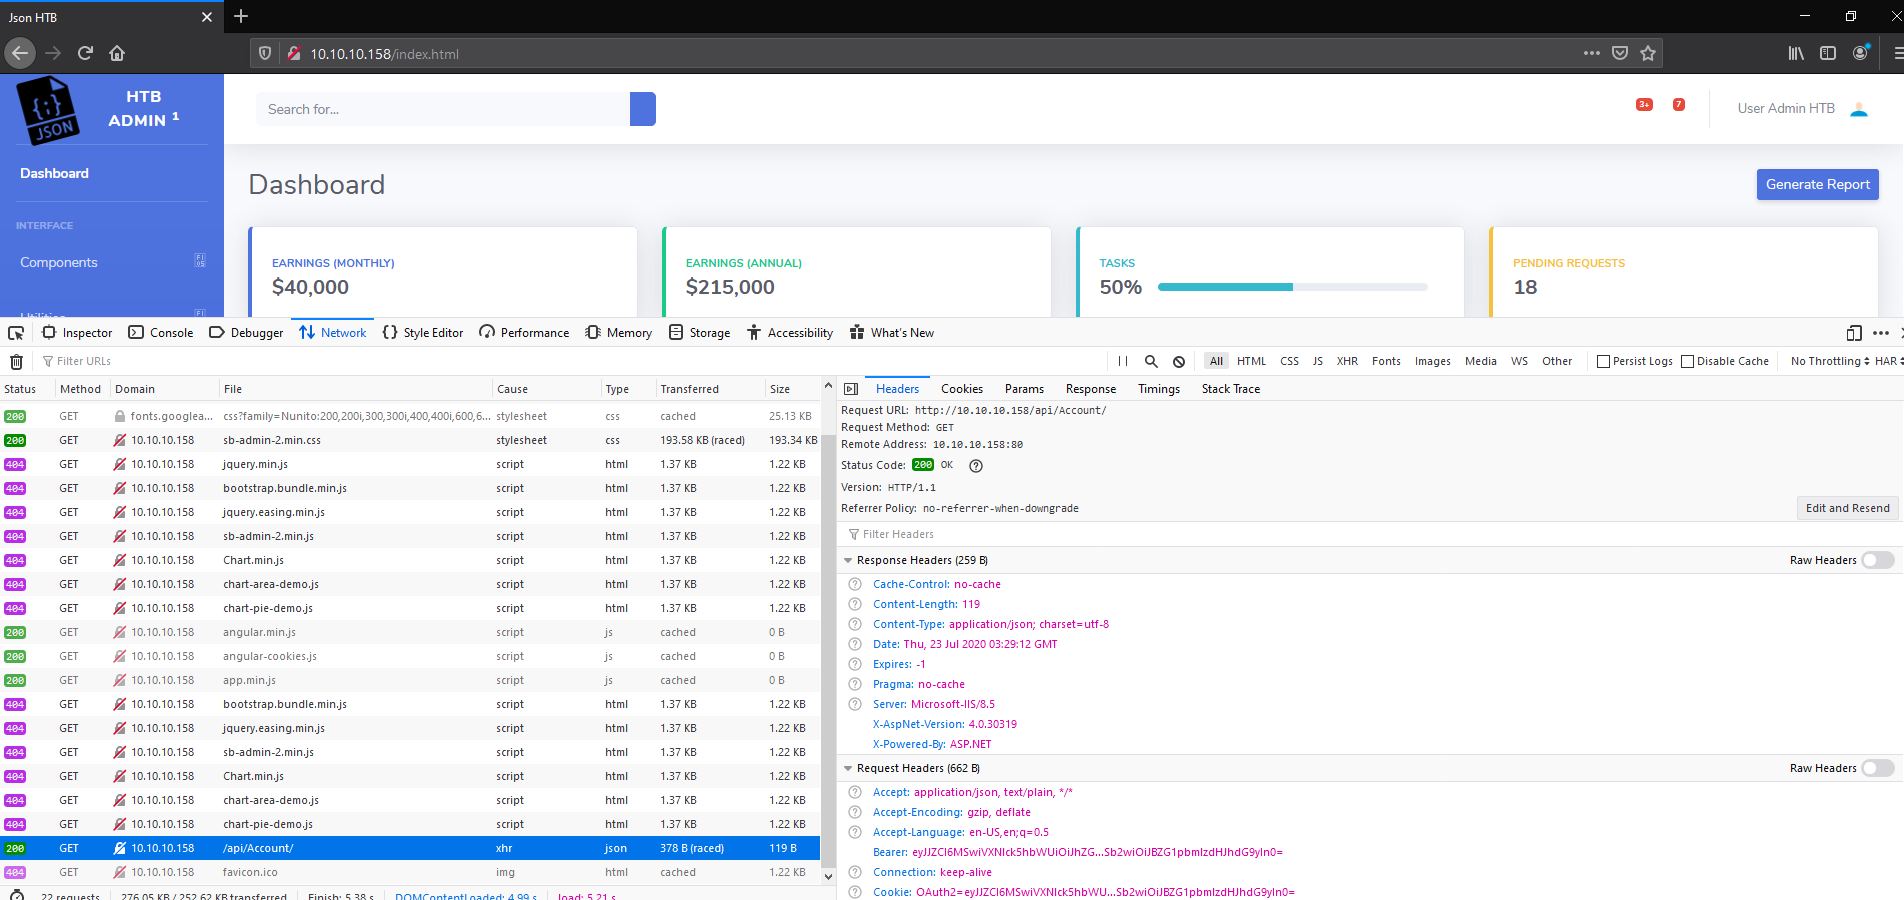 Json HTB
10.10.10.158/index.html
{;}
JSON
HTB
ADMIN 1
Search for...
3+
7
User Admin HTB
Dashboard
Dashboard
Generate Report
INTERFACE
Components
EARNINGS (MONTHLY)
$40,000
EARNINGS (ANNUAL)
$215,000
TASKS
50%
PENDING REQUESTS
18
Utilities
Inspector Console Debugger Network Style Editor Performance Memory Storage Accessibility What's New
Filter URLs
All HTML CSS JS XHR Fonts Images Media WS Other Persist Logs Disable Cache No Throttling HAR
Status Method Domain File Cause Type Transferred Size
200 GET fonts.googlea... css?family=Nunito:200,200i,300,300i,400,400i,600,6... stylesheet css cached 25.13 KB
200 GET 10.10.10.158 sb-admin-2.min.css stylesheet css 193.58 KB (raced) 193.34 KB
404 GET 10.10.10.158 jquery.min.js script html 1.37 KB 1.22 KB
404 GET 10.10.10.158 bootstrap.bundle.min.js script html 1.37 KB 1.22 KB
404 GET 10.10.10.158 jquery.easing.min.js script html 1.37 KB 1.22 KB
404 GET 10.10.10.158 sb-admin-2.min.js script html 1.37 KB 1.22 KB
404 GET 10.10.10.158 Chart.min.js script html 1.37 KB 1.22 KB
404 GET 10.10.10.158 chart-area-demo.js script html 1.37 KB 1.22 KB
404 GET 10.10.10.158 chart-pie-demo.js script html 1.37 KB 1.22 KB
200 GET 10.10.10.158 angular.min.js script js cached 0 B
200 GET 10.10.10.158 angular-cookies.js script js cached 0 B
200 GET 10.10.10.158 app.min.js script js cached 0 B
404 GET 10.10.10.158 bootstrap.bundle.min.js script html 1.37 KB 1.22 KB
404 GET 10.10.10.158 jquery.easing.min.js script html 1.37 KB 1.22 KB
404 GET 10.10.10.158 sb-admin-2.min.js script html 1.37 KB 1.22 KB
404 GET 10.10.10.158 Chart.min.js script html 1.37 KB 1.22 KB
404 GET 10.10.10.158 chart-area-demo.js script html 1.37 KB 1.22 KB
404 GET 10.10.10.158 chart-pie-demo.js script html 1.37 KB 1.22 KB
200 GET 10.10.10.158 /api/Account/ xhr json 378 B (raced) 119 B
404 GET 10.10.10.158 favicon.ico img html cached 1.22 KB
22 requests 276.05 KB / 252.62 KB transferred Finish: 5.38 s DOMContentLoaded: 4.99 s load: 5.21 s
Headers Cookies Params Response Timings Stack Trace
Request URL: http://10.10.10.158/api/Account/
Request Method: GET
Remote Address: 10.10.10.158:80
Status Code: 200 OK
Version: HTTP/1.1
Referrer Policy: no-referrer-when-downgrade
Edit and Resend
Filter Headers
Response Headers (259 B) Raw Headers
Cache-Control: no-cache
Content-Length: 119
Content-Type: application/json; charset=utf-8
Date: Thu, 23 Jul 2020 03:29:12 GMT
Expires: -1
Pragma: no-cache
Server: Microsoft-IIS/8.5
X-AspNet-Version: 4.0.30319
X-Powered-By: ASP.NET
Request Headers (662 B) Raw Headers
Accept: application/json, text/plain, */*
Accept-Encoding: gzip, deflate
Accept-Language: en-US,en;q=0.5
Bearer: eyJJZCI6MSwiVXNlck5hbWUiOiJhZG...Sb2wiOiJBZG1pbmlzdHJhdG9yIn0=
Connection: keep-alive
Cookie: OAuth2=eyJJZCI6MSwiVXNlck5hbWU...Sb2wiOiJBZG1pbmlzdHJhdG9yIn0=